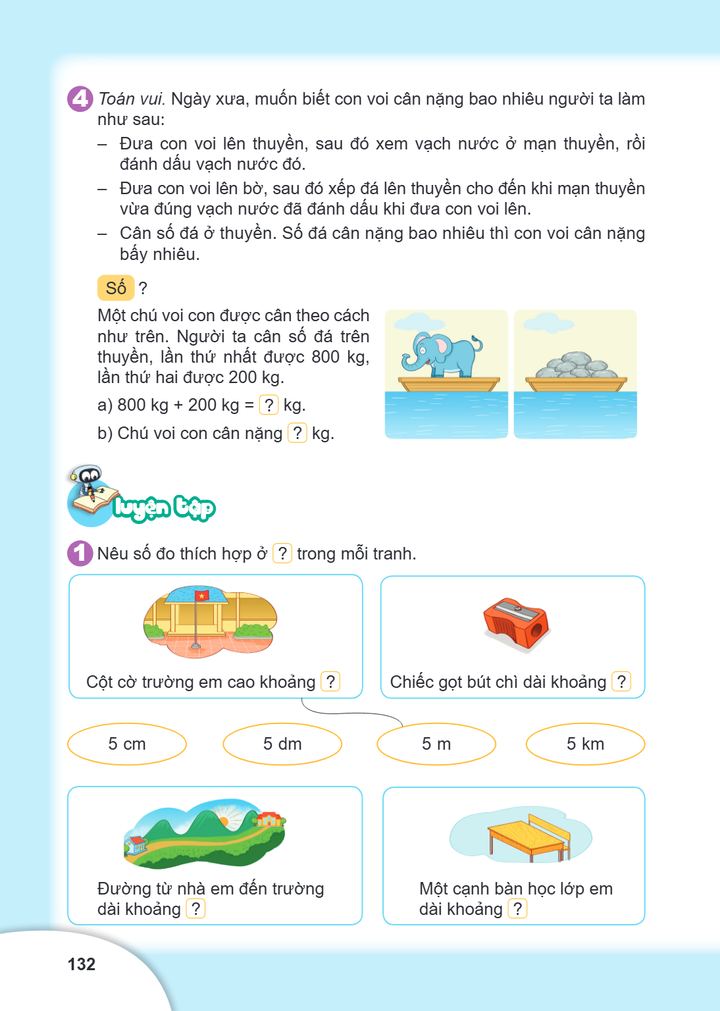 4 Toán vui. Ngày xưa, muốn biết con voi cân nặng bao nhiêu người ta làm
như sau:
– Đưa con voi lên thuyền, sau đó xem vạch nước ở mạn thuyền, rồi
đánh dấu vạch nước đó.
– Đưa con voi lên bờ, sau đó xếp đá lên thuyền cho đến khi mạn thuyền
vừa đúng vạch nước đã đánh dấu khi đưa con voi lên.
– Cân số đá ở thuyền. Số đá cân nặng bao nhiêu thì con voi cân nặng
bấy nhiêu.
Số ?
Một chú voi con được cân theo cách
như trên. Người ta cân số đá trên
thuyền, lần thứ nhất được 800 kg,
lần thứ hai được 200 kg.
a) 800 kg + 200 kg = ? kg.
b) Chú voi con cân nặng ? kg.
luyện tập
1 Nêu số đo thích hợp ở ? trong mỗi tranh.
Cột cờ trường em cao khoảng ?
Chiếc gọt bút chì dài khoảng ?
5 cm
5 dm
5 m
5 km
Đường từ nhà em đến trường
dài khoảng ?
Một cạnh bàn học lớp em
dài khoảng ?
132